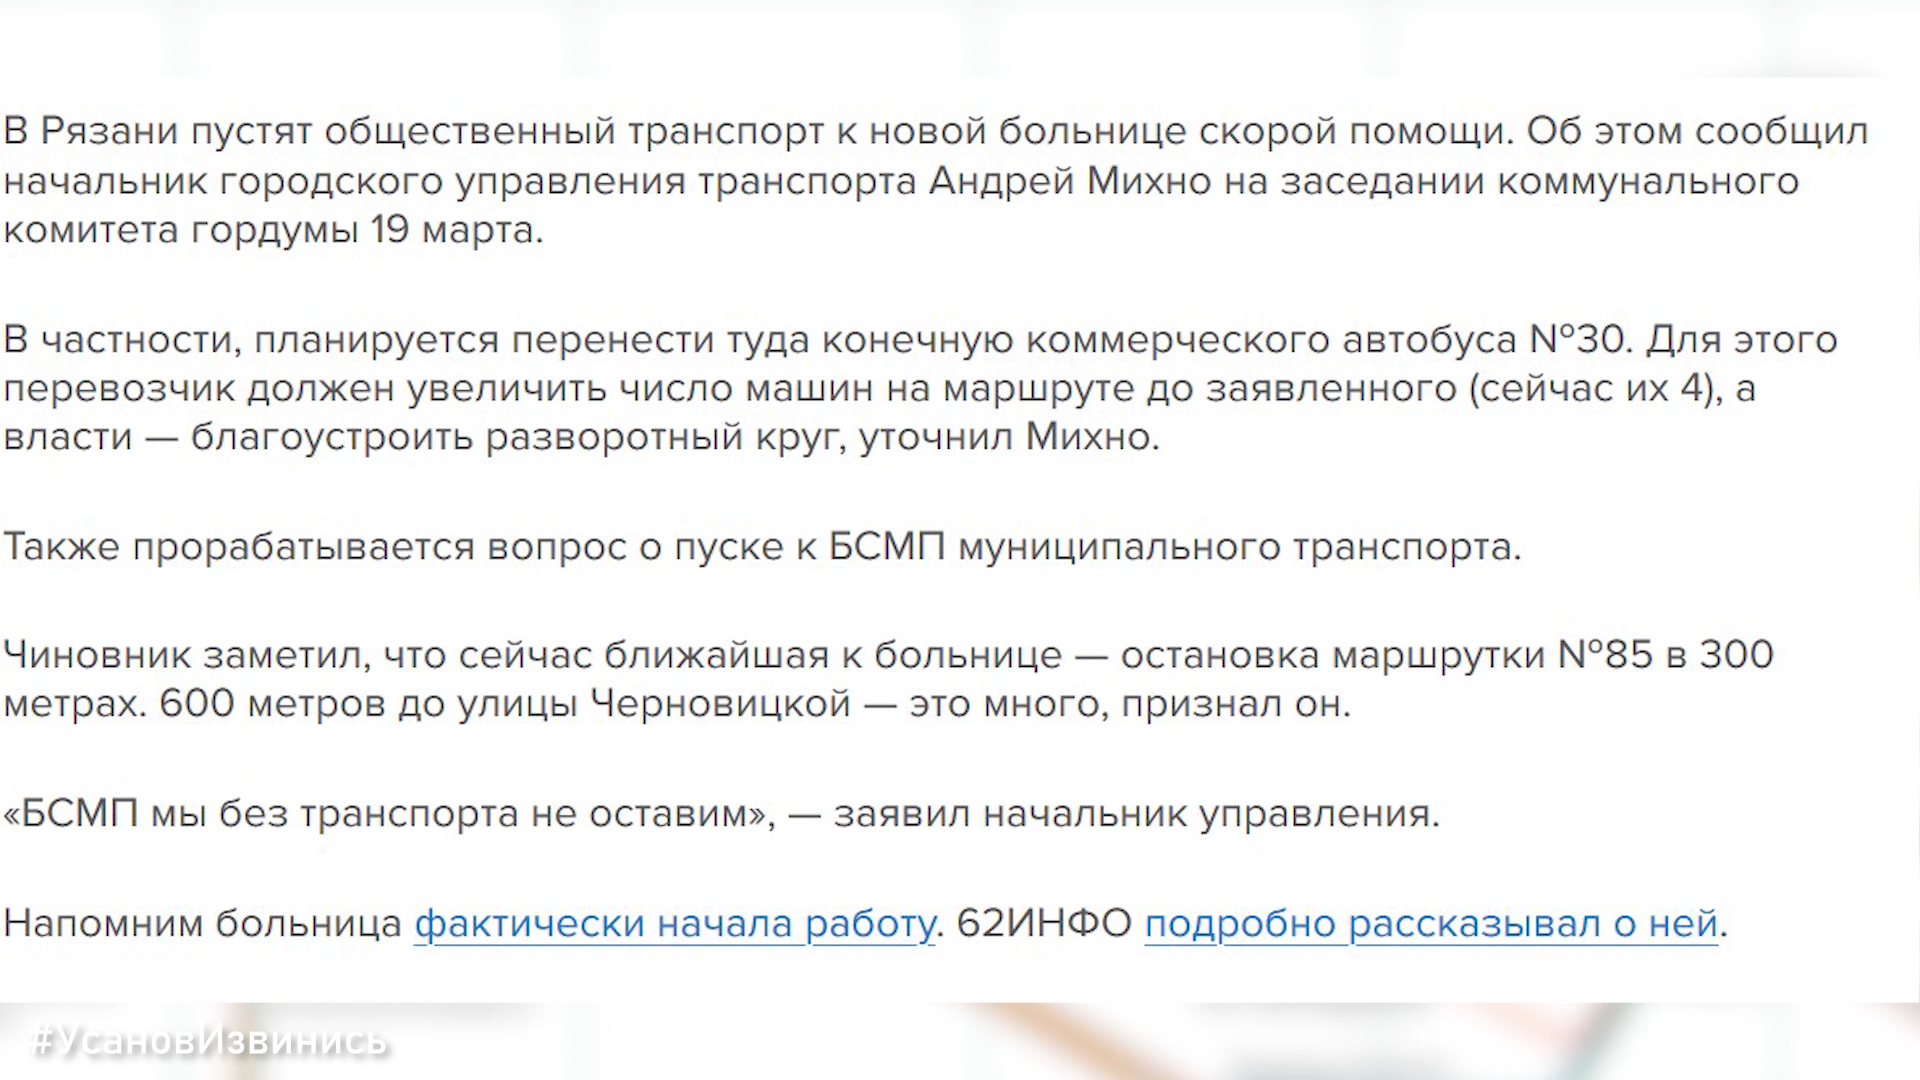 В Рязани пустят общественный транспорт к новой больнице скорой помощи. Об этом сообщил
начальник городского управления транспорта Андрей Михно на заседании коммунального
комитета гордумы 19 марта.
В частности, планируется перенести туда конечную коммерческого автобуса №30. Для этого
перевозчик должен увеличить число машин на маршруте до заявленного (сейчас их 4), а
власти — благоустроить разворотный круг, уточнил Михно.
Также прорабатывается вопрос о пуске к БСМП муниципального транспорта.
Чиновник заметил, что сейчас ближайшая к больнице — остановка маршрутки №85 в 300
метрах. 600 метров до улицы Черновицкой — это много, признал он.
«БСМП мы без транспорта не оставим», — заявил начальник управления.
Напомним больница фактически начала работу. 62ИНФО подробно рассказывал о ней.
#УсановИзвинись